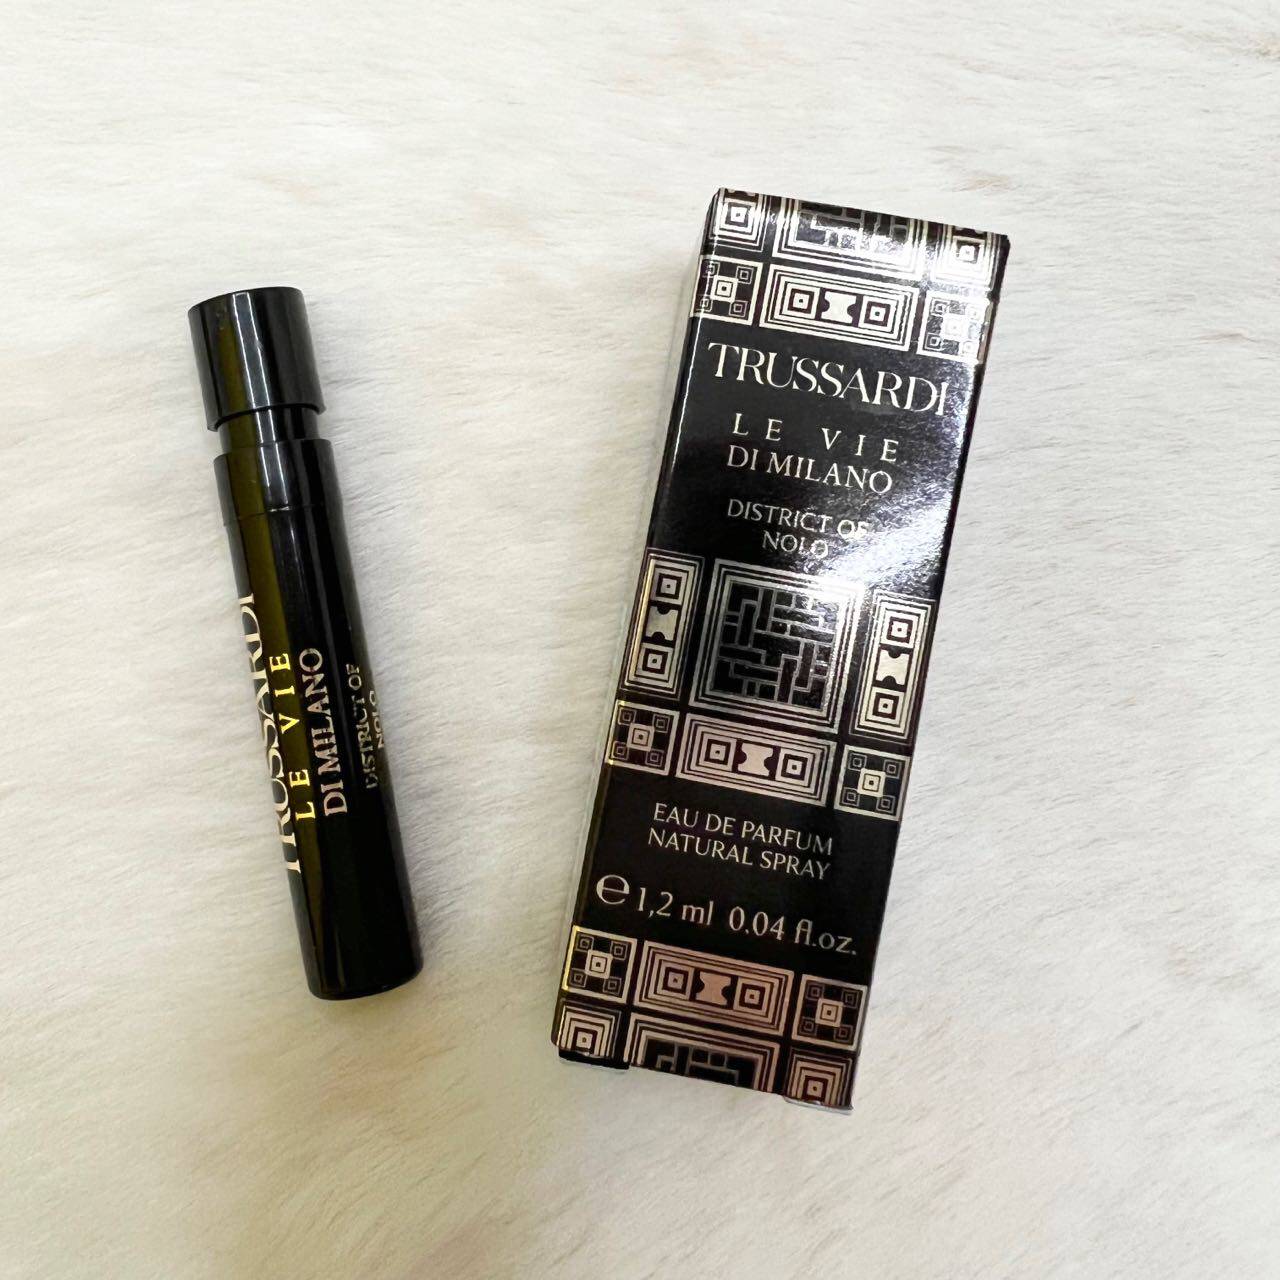 TRUSSARDI
LE VIE
DI MILANO
DISTRICT OF
NOLO
TRUSSARDI
LE VIE
DI MILANO
DISTRICT OF
NOLO
EAU DE PARFUM
NATURAL SPRAY
℮ 1,2 ml 0.04 fl.oz.